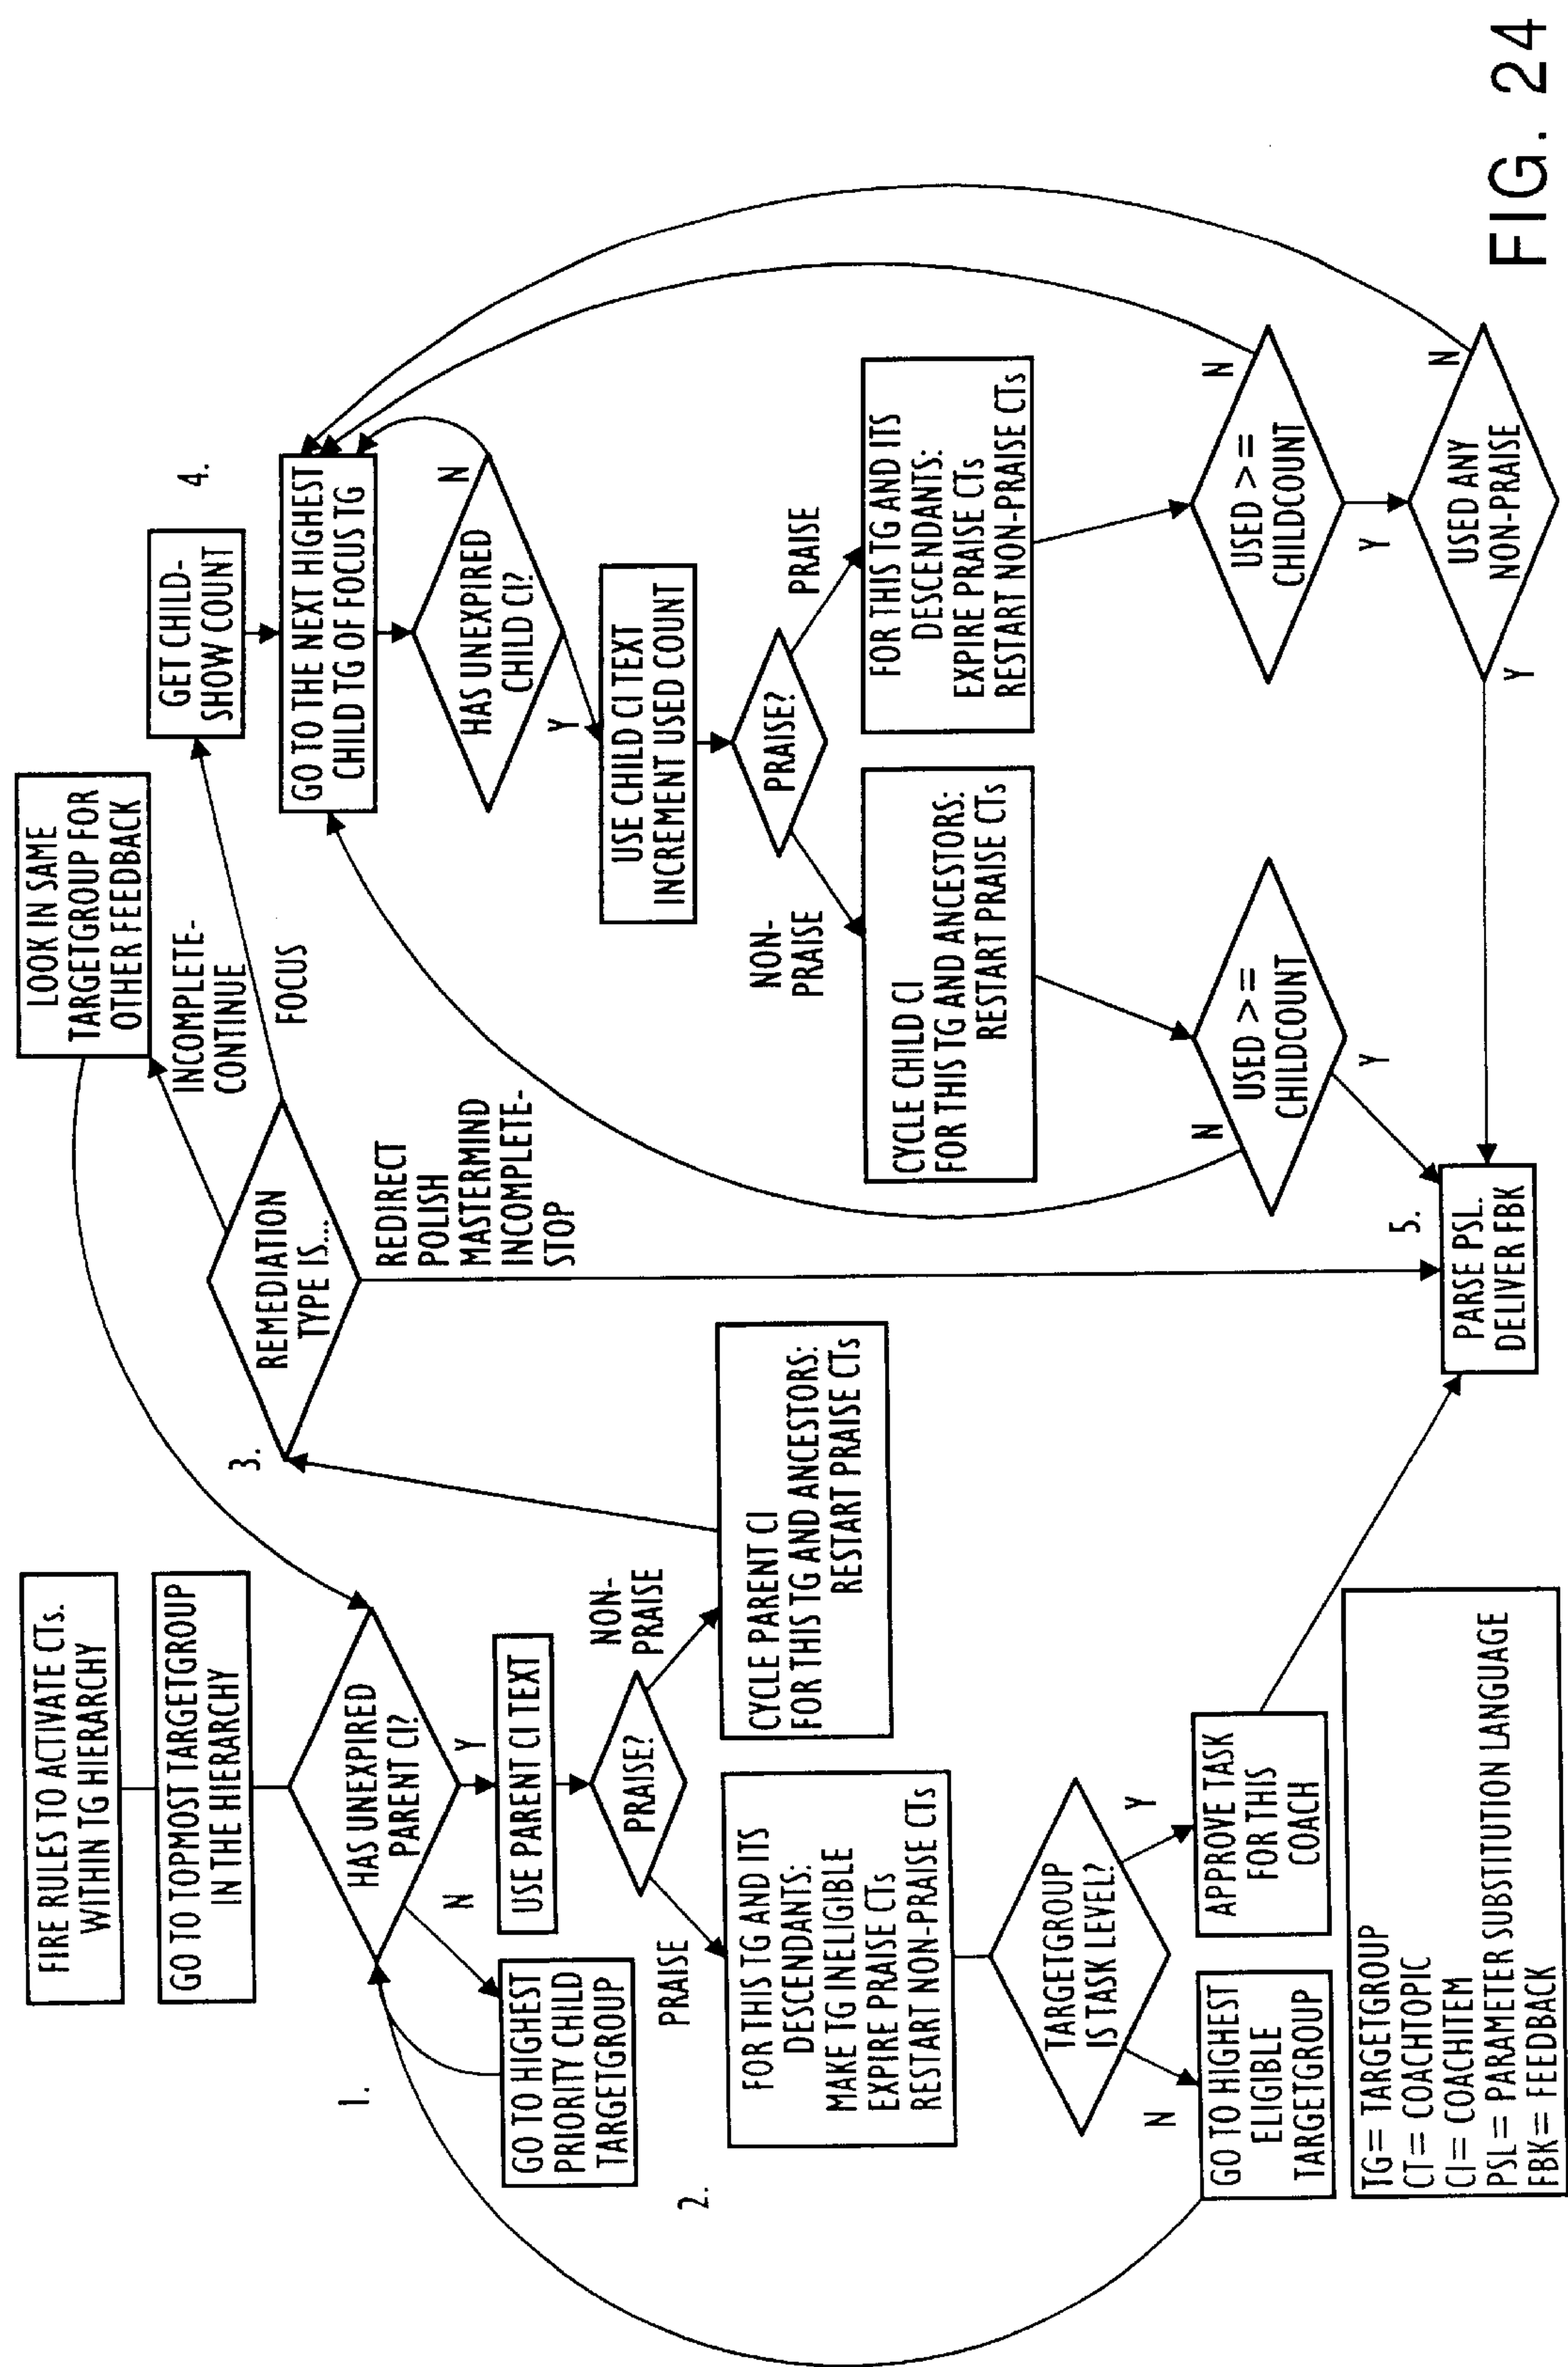 FIRE RULES TO ACTIVATE CTs.
WITHIN TG HIERARCHY
GO TO TOPMOST TARGETGROUP
IN THE HIERARCHY
1.
HAS UNEXPIRED
PARENT CI?
N
Y
GO TO HIGHEST
PRIORITY CHILD
TARGETGROUP
USE PARENT CI TEXT
2.
PRAISE?
PRAISE
NON-
PRAISE
FOR THIS TG AND ITS
DESCENDANTS:
MAKE TG INELIGIBLE
EXPIRE PRAISE CTs
RESTART NON-PRAISE CTs
CYCLE PARENT CI
FOR THIS TG AND ANCESTORS:
RESTART PRAISE CTs
TARGETGROUP
IS TASK LEVEL?
N
Y
GO TO HIGHEST
ELIGIBLE
TARGETGROUP
APPROVE TASK
FOR THIS
COACH
TG= TARGETGROUP
CT= COACHTOPIC
CI= COACHITEM
PSL= PARAMETER SUBSTITUTION LANGUAGE
FBK= FEEDBACK
3.
REMEDIATION
TYPE IS...
LOOK IN SAME
TARGETGROUP FOR
OTHER FEEDBACK
INCOMPLETE-
CONTINUE
FOCUS
REDIRECT
POLISH
MASTERMIND
INCOMPLETE-
STOP
4.
GET CHILD-
SHOW COUNT
GO TO THE NEXT HIGHEST
CHILD TG OF FOCUS TG
HAS UNEXPIRED
CHILD CI?
N
Y
USE CHILD CI TEXT
INCREMENT USED COUNT
PRAISE?
NON-
PRAISE
PRAISE
CYCLE CHILD CI
FOR THIS TG AND ANCESTORS:
RESTART PRAISE CTs
FOR THIS TG AND ITS
DESCENDANTS:
EXPIRE PRAISE CTs
RESTART NON-PRAISE CTs
USED >=
CHILDCOUNT
N
Y
USED >=
CHILDCOUNT
N
Y
USED ANY
NON-PRAISE
N
Y
5.
PARSE PSL.
DELIVER FBK
FIG. 24